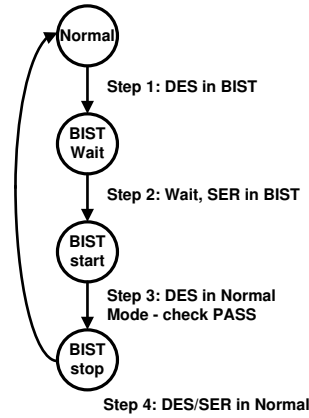 Normal
Step 1: DES in BIST
BIST
Wait
Step 2: Wait, SER in BIST
BIST
start
Step 3: DES in Normal
Mode - check PASS
BIST
stop
Step 4: DES/SER in Normal